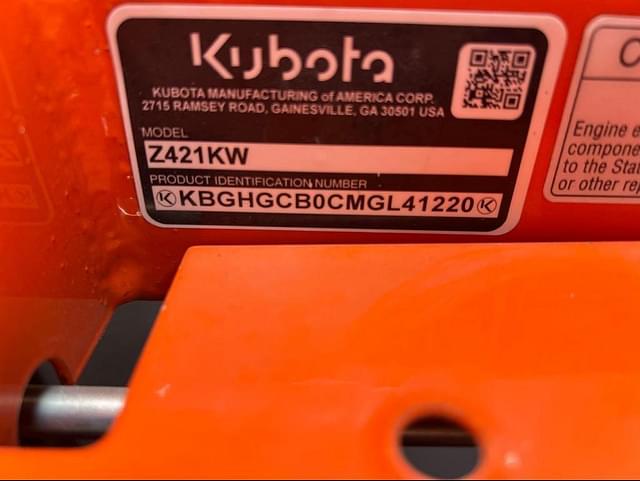 Kubota
KUBOTA MANUFACTURING of AMERICA CORP.
2715 RAMSEY ROAD, GAINESVILLE, GA 30501 USA
MODEL
Z421KW
PRODUCT IDENTIFICATION NUMBER
KBGHGCB0CMGL41220
Engine e
compone
to the Stat
or other re